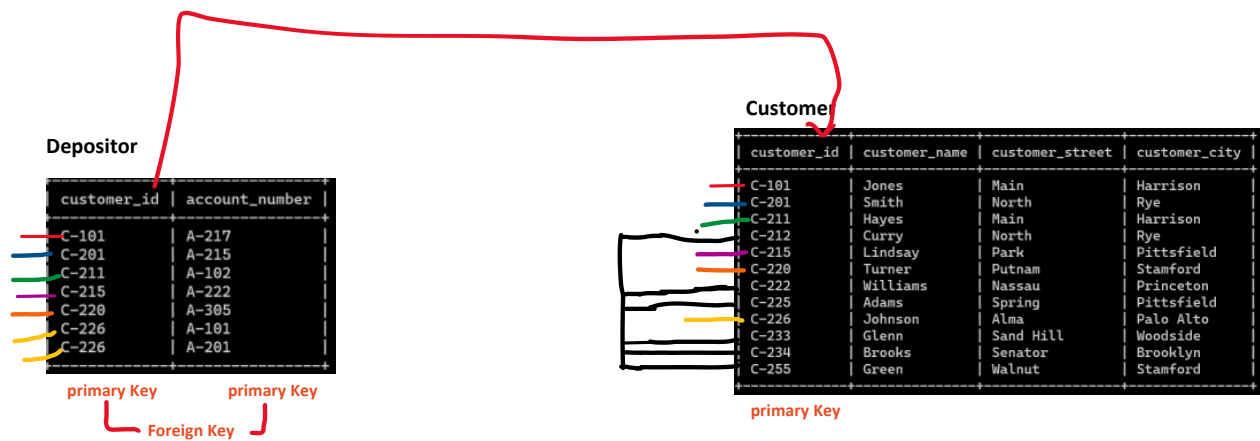 Depositor
customer_id | account_number
C-101 | A-217
C-201 | A-215
C-211 | A-102
C-215 | A-222
C-220 | A-305
C-226 | A-101
C-226 | A-201
primary Key primary Key
Foreign Key
Customer
customer_id | customer_name | customer_street | customer_city
C-101 | Jones | Main | Harrison
C-201 | Smith | North | Rye
C-211 | Hayes | Main | Harrison
C-212 | Curry | North | Rye
C-215 | Lindsay | Park | Pittsfield
C-220 | Turner | Putnam | Stamford
C-222 | Williams | Nassau | Princeton
C-225 | Adams | Spring | Pittsfield
C-226 | Johnson | Alma | Palo Alto
C-233 | Glenn | Sand Hill | Woodside
C-234 | Brooks | Senator | Brooklyn
C-255 | Green | Walnut | Stamford
primary Key